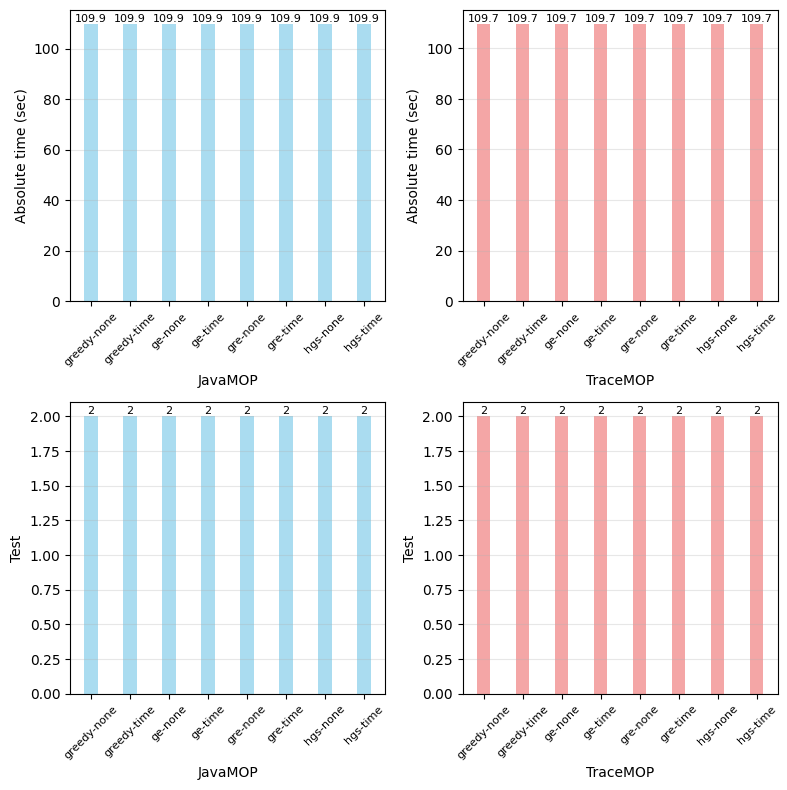 109.9 109.9 109.9 109.9 109.9 109.9 109.9 109.9
100
80
60
40
20
0
Absolute time (sec)
greedy-none greedy-time ge-none ge-time gre-none gre-time hgs-none hgs-time
JavaMOP
109.7 109.7 109.7 109.7 109.7 109.7 109.7 109.7
100
80
60
40
20
0
Absolute time (sec)
greedy-none greedy-time ge-none ge-time gre-none gre-time hgs-none hgs-time
TraceMOP
2 2 2 2 2 2 2 2
2.00
1.75
1.50
1.25
1.00
0.75
0.50
0.25
0.00
Test
greedy-none greedy-time ge-none ge-time gre-none gre-time hgs-none hgs-time
JavaMOP
2 2 2 2 2 2 2 2
2.00
1.75
1.50
1.25
1.00
0.75
0.50
0.25
0.00
Test
greedy-none greedy-time ge-none ge-time gre-none gre-time hgs-none hgs-time
TraceMOP